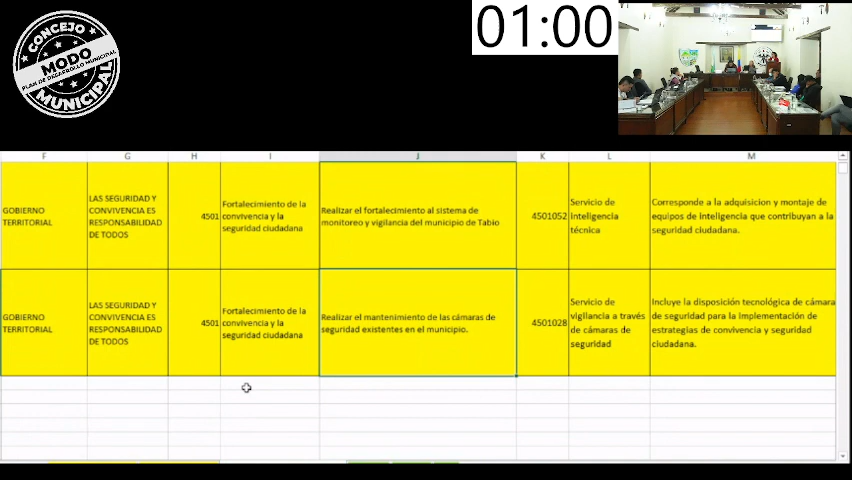 CONCEJO
MODO
PLAN DE DESARROLLO MUNICIPAL
MUNICIPAL
01:00
F G H I J K L M
GOBIERNO
TERRITORIAL
LAS SEGURIDAD Y
CONVIVENCIA ES
RESPONSABILIDAD
DE TODOS
4501
Fortalecimiento de la
convivencia y la
seguridad ciudadana
Realizar el fortalecimiento al sistema de
monitoreo y vigilancia del municipio de Tabio
4501052
Servicio de
inteligencia
técnica
Corresponde a la adquisicion y montaje de
equipos de inteligencia que contribuyan a la
seguridad ciudadana.
GOBIERNO
TERRITORIAL
LAS SEGURIDAD Y
CONVIVENCIA ES
RESPONSABILIDAD
DE TODOS
4501
Fortalecimiento de la
convivencia y la
seguridad ciudadana
Realizar el mantenimiento de las cámaras de
seguridad existentes en el municipio.
4501028
Servicio de
vigilancia a través
de cámaras de
seguridad
Incluye la disposición tecnológica de cámara
de seguridad para la implementación de
estrategias de convivencia y seguridad
ciudadana.